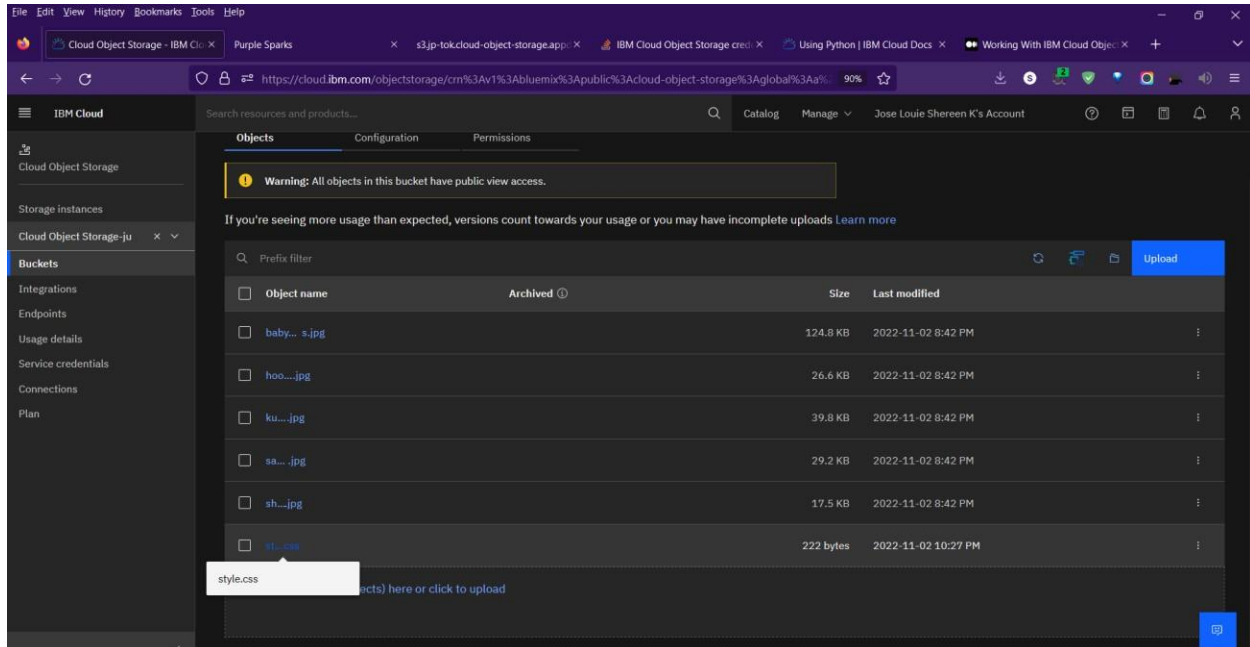 File Edit View History Bookmarks Tools Help
Cloud Object Storage - IBM Clo
Purple Sparks
s3.jp-tok.cloud-object-storage.appd
IBM Cloud Object Storage cred
Using Python | IBM Cloud Docs
Working With IBM Cloud Objec
https://cloud.ibm.com/objectstorage/crn%3Av1%3Abluemix%3Apublic%3Acloud-object-storage%3Aglobal%3Aa% 90%
IBM Cloud
Search resources and products...
Catalog
Manage
Jose Louie Shereen K's Account
Cloud Object Storage
Storage instances
Cloud Object Storage-ju
Buckets
Integrations
Endpoints
Usage details
Service credentials
Connections
Plan
Objects Configuration Permissions
Warning: All objects in this bucket have public view access.
If you're seeing more usage than expected, versions count towards your usage or you may have incomplete uploads Learn more
Prefix filter
Upload
Object name Archived Size Last modified
baby... s.jpg 124.8 KB 2022-11-02 8:42 PM
hoo....jpg 26.6 KB 2022-11-02 8:42 PM
ku....jpg 39.8 KB 2022-11-02 8:42 PM
sa... .jpg 29.2 KB 2022-11-02 8:42 PM
sh....jpg 17.5 KB 2022-11-02 8:42 PM
st...css 222 bytes 2022-11-02 10:27 PM
style.css
ects) here or click to upload